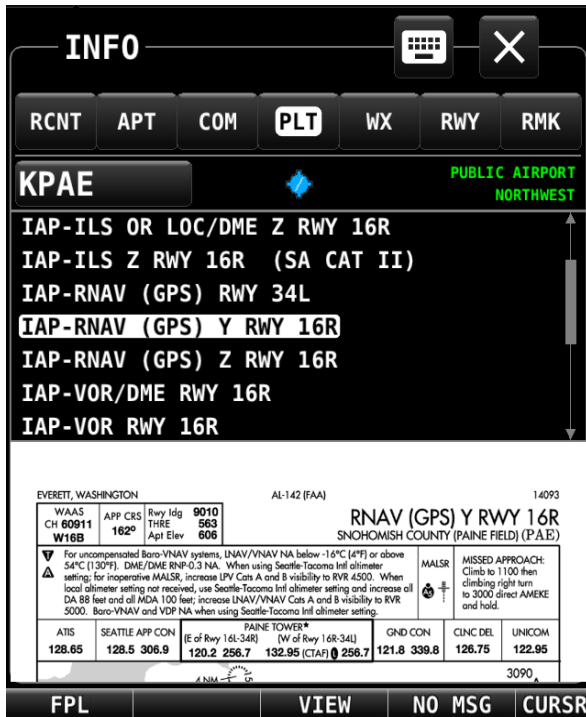 INFO
RCNT APT COM PLT WX RWY RMK
KPAE
PUBLIC AIRPORT
NORTHWEST
IAP-ILS OR LOC/DME Z RWY 16R
IAP-ILS Z RWY 16R (SA CAT II)
IAP-RNAV (GPS) RWY 34L
IAP-RNAV (GPS) Y RWY 16R
IAP-RNAV (GPS) Z RWY 16R
IAP-VOR/DME RWY 16R
IAP-VOR RWY 16R
EVERETT, WASHINGTON AL-142 (FAA) 14093
WAAS
CH 60911
W16B
APP CRS
162°
Rwy ldg 9010
THRE 563
Apt Elev 606
RNAV (GPS) Y RWY 16R
SNOHOMISH COUNTY (PAINE FIELD) (PAE)
For uncompensated Baro-VNAV systems, LNAV/VNAV NA below -16°C (4°F) or above
54°C (130°F). DME/DME RNP-0.3 NA. When using Seattle-Tacoma Intl altimeter
setting; for inoperative MALSR, increase LPV Cats A and B visibility to RVR 4500. When
local altimeter setting not received, use Seattle-Tacoma Intl altimeter setting and increase all
DA 88 feet and all MDA 100 feet; increase LNAV/VNAV Cats A and B visibility to RVR
5000. Baro-VNAV and VDP NA when using Seattle-Tacoma Intl altimeter setting.
MALSR
A5
MISSED APPROACH:
Climb to 1100 then
climbing right turn
to 3000 direct AMEKE
and hold.
ATIS
128.65
SEATTLE APP CON
128.5 306.9
PAINE TOWER★
(E of Rwy 16L-34R) (W of Rwy 16R-34L)
120.2 256.7 132.95 (CTAF) 256.7
GND CON
121.8 339.8
CLNC DEL
126.75
UNICOM
122.95
4 NM
3090
FPL VIEW NO MSG CURSR